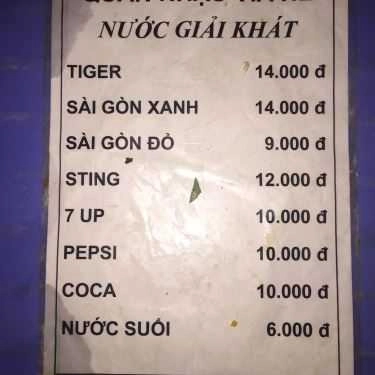 NƯỚC GIẢI KHÁT
TIGER 14.000 đ
SÀI GÒN XANH 14.000 đ
SÀI GÒN ĐỎ 9.000 đ
STING 12.000 đ
7 UP 10.000 đ
PEPSI 10.000 đ
COCA 10.000 đ
NƯỚC SUỐI 6.000 đ